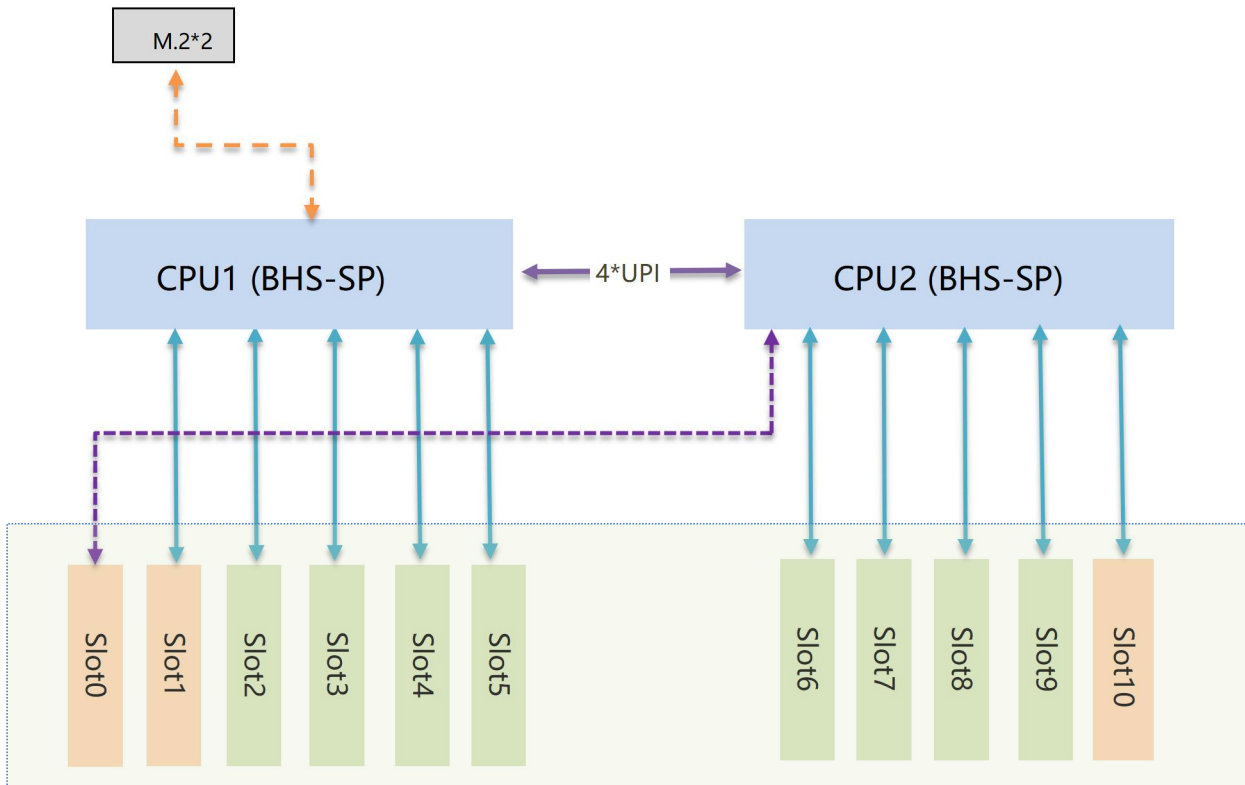 M.2*2
CPU1 (BHS-SP)
4*UPI
CPU2 (BHS-SP)
Slot0
Slot1
Slot2
Slot3
Slot4
Slot5
Slot6
Slot7
Slot8
Slot9
Slot10